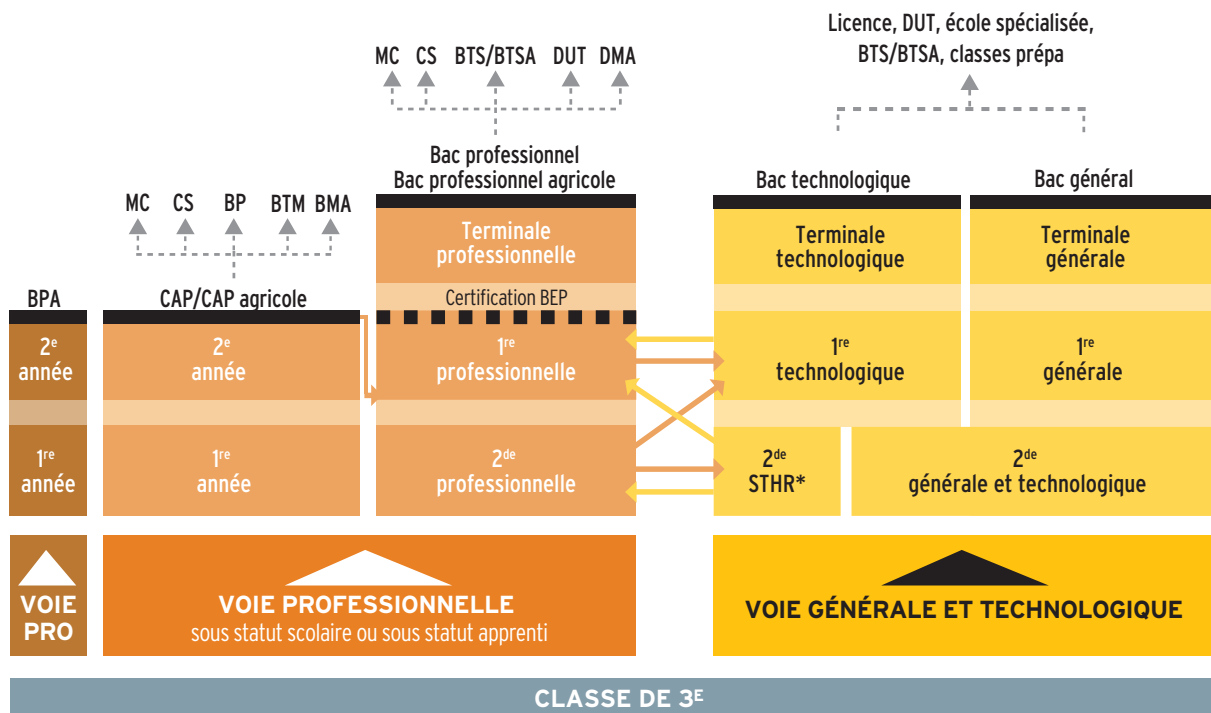 Licence, DUT, école spécialisée,
BTS/BTSA, classes prépa
MC CS BTS/BTSA DUT DMA
Bac professionnel
Bac professionnel agricole
Bac technologique
Bac général
MC CS BP BTM BMA
Terminale
professionnelle
Terminale
technologique
Terminale
générale
BPA
CAP/CAP agricole
Certification BEP
2e
année
2e
année
1re
professionnelle
1re
technologique
1re
générale
1re
année
1re
année
2de
professionnelle
2de
STHR*
2de
générale et technologique
VOIE
PRO
VOIE PROFESSIONNELLE
sous statut scolaire ou sous statut apprenti
VOIE GÉNÉRALE ET TECHNOLOGIQUE
CLASSE DE 3E